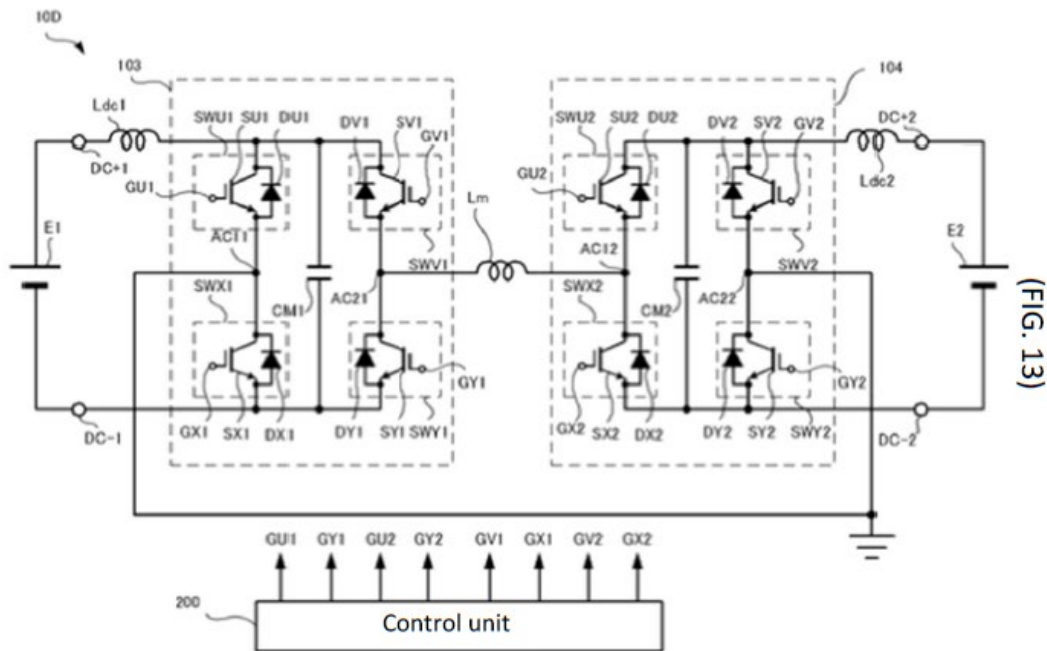 10D
103
104
Ldc1
SWU1
SU1
DU1
DV1
SV1
GV1
SWU2
SU2
DU2
DV2
SV2
GV2
DC+2
DC+1
Ldc2
GU1
GU2
Lm
E1
AC11
AC12
E2
SWV1
SWV2
SWX1
CM1
AC21
SWX2
CM2
AC22
GY1
GY2
GX1
SX1
DX1
DY1
SY1
SWY1
GX2
SX2
DX2
DY2
SY2
SWY2
DC-1
DC-2
(FIG. 13)
GU1 GY1 GU2 GY2 GV1 GX1 GV2 GX2
200
Control unit